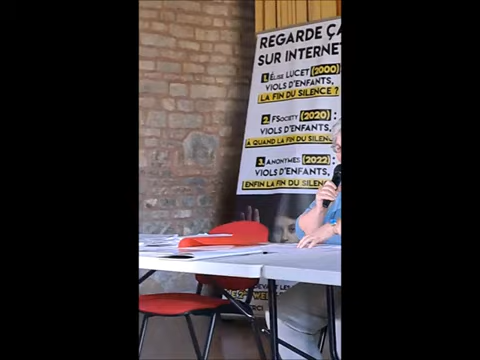 REGARDE ÇA
SUR INTERNET
1. ÉLISE LUCET (2000)
VIOLS D'ENFANTS,
LA FIN DU SILENCE ?
2. FSOCIETY (2020) :
VIOLS D'ENFANTS,
À QUAND LA FIN DU SILENCE
3. ANONYMES (2022)
VIOLS D'ENFANTS,
ENFIN LA FIN DU SILENCE